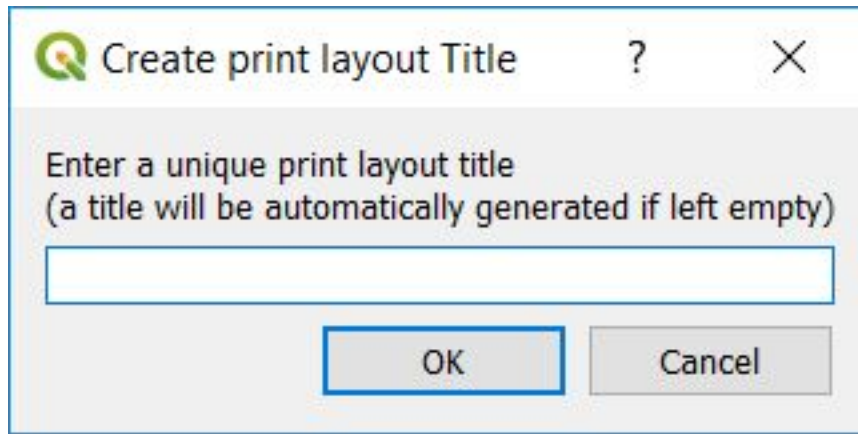 Create print layout Title ?
Enter a unique print layout title
(a title will be automatically generated if left empty)
OK Cancel